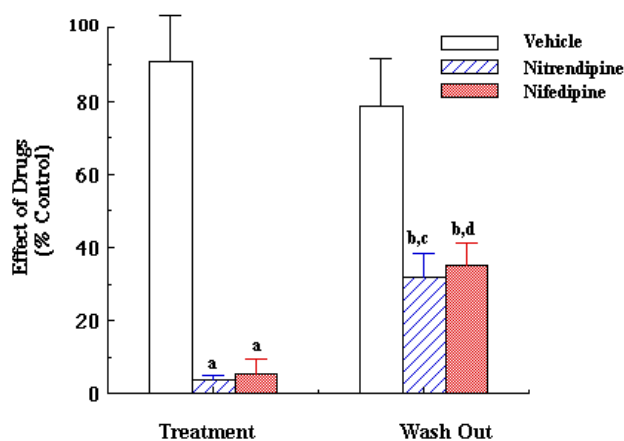 Effect of Drugs
(% Control)
100
80
60
40
20
0
Vehicle
Nitrendipine
Nifedipine
a
a
b,c
b,d
Treatment
Wash Out